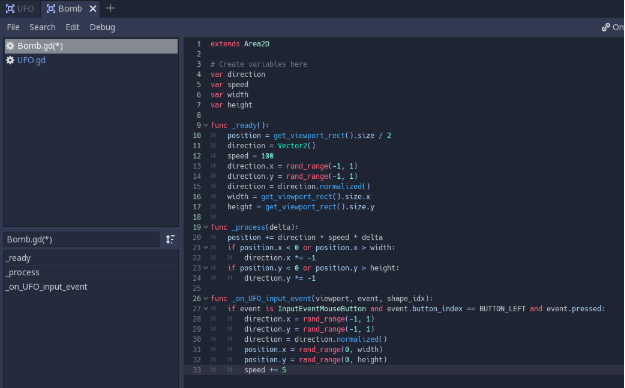 UFO Bomb
File Search Edit Debug On
Bomb.gd(*)
UFO.gd
Bomb.gd(*)
_ready
_process
_on_UFO_input_event
1 extends Area2D
2
3 # Create variables here
4 var direction
5 var speed
6 var width
7 var height
8
9 func _ready():
10 position = get_viewport_rect().size / 2
11 direction = Vector2()
12 speed = 100
13 direction.x = rand_range(-1, 1)
14 direction.y = rand_range(-1, 1)
15 direction = direction.normalized()
16 width = get_viewport_rect().size.x
17 height = get_viewport_rect().size.y
18
19 func _process(delta):
20 position += direction * speed * delta
21 if position.x < 0 or position.x > width:
22 direction.x *= -1
23 if position.y < 0 or position.y > height:
24 direction.y *= -1
25
26 func _on_UFO_input_event(viewport, event, shape_idx):
27 if event is InputEventMouseButton and event.button_index == BUTTON_LEFT and event.pressed:
28 direction.x = rand_range(-1, 1)
29 direction.y = rand_range(-1, 1)
30 direction = direction.normalized()
31 position.x = rand_range(0, width)
32 position.y = rand_range(0, height)
33 speed += 5